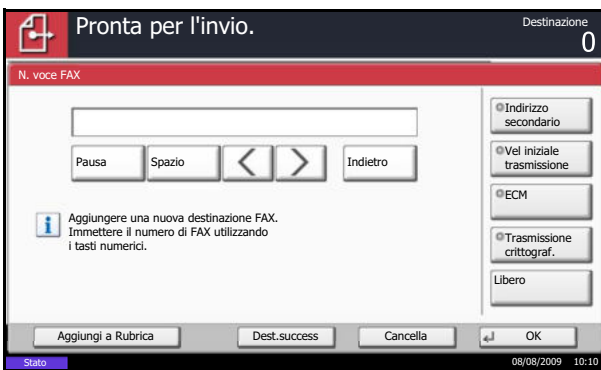 Pronta per l'invio.
Destinazione
0
N. voce FAX
Pausa
Spazio
Indietro
Aggiungere una nuova destinazione FAX.
Immettere il numero di FAX utilizzando
i tasti numerici.
Indirizzo
secondario
Vel iniziale
trasmissione
ECM
Trasmissione
crittograf.
Libero
Aggiungi a Rubrica
Dest.success
Cancella
OK
Stato
08/08/2009 10:10